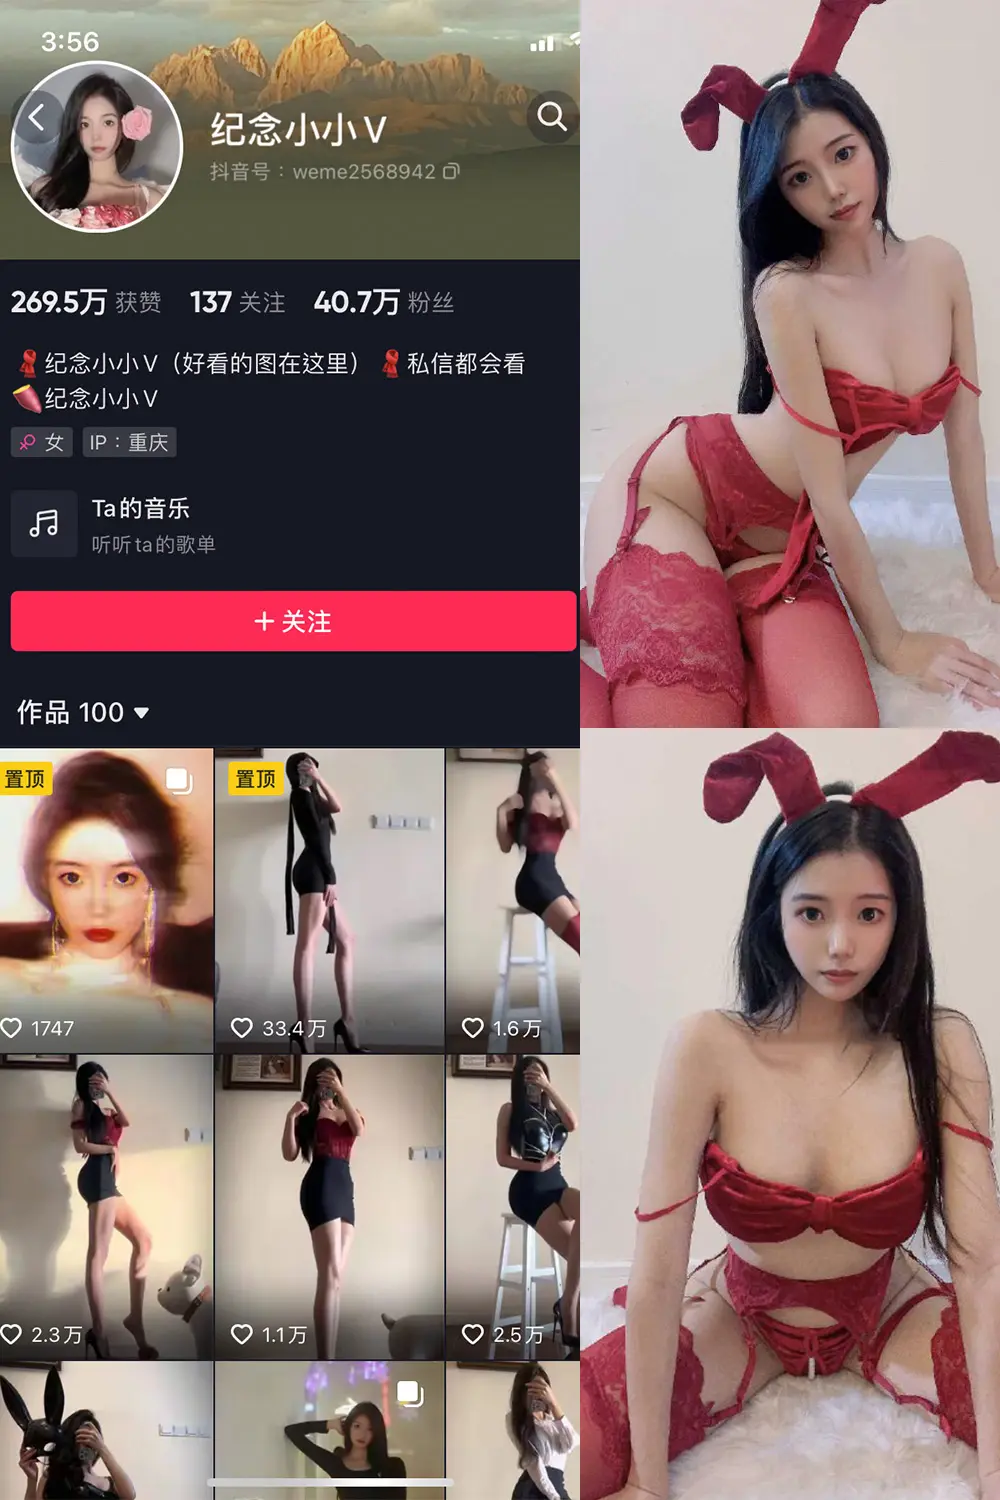 3:56
纪念小小V
抖音号：weme2568942
269.5万 获赞 137 关注 40.7万 粉丝
🧣纪念小小V（好看的图在这里）🧣私信都会看
🍠纪念小小V
女 IP：重庆
Ta的音乐
听听ta的歌单
+ 关注
作品 100
置顶
置顶
1747
33.4万
1.6万
2.3万
1.1万
2.5万